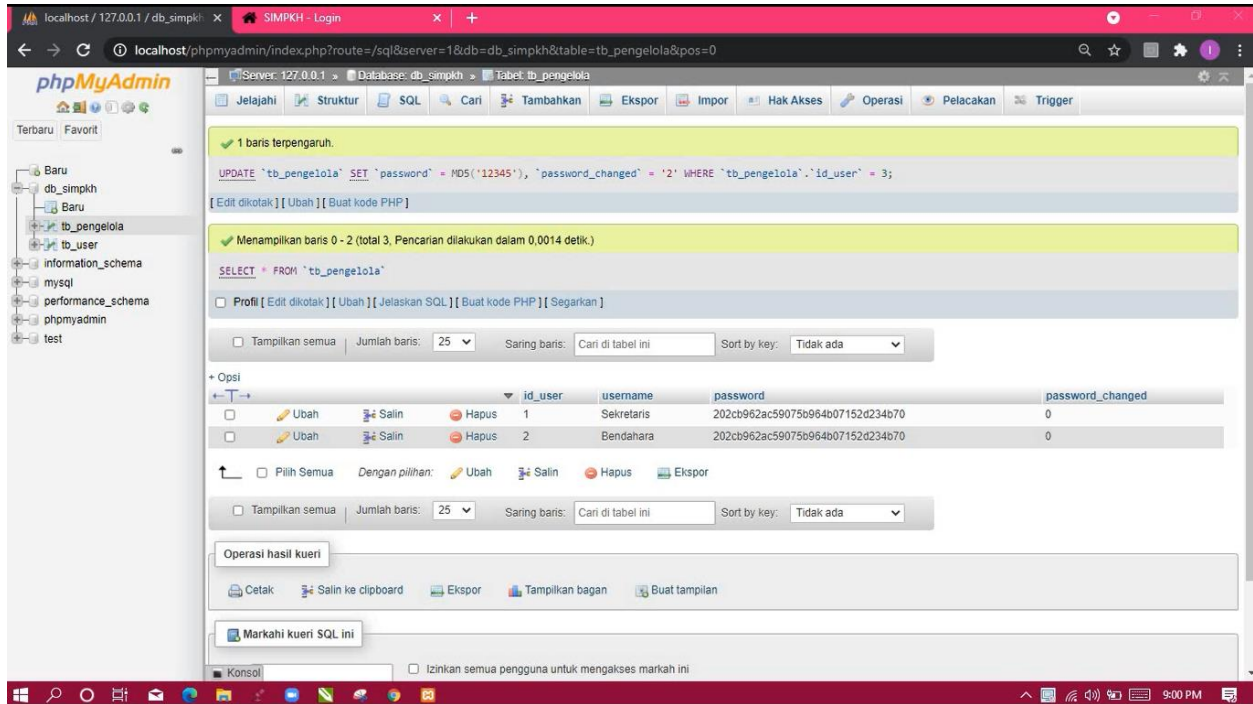 localhost / 127.0.0.1 / db_simpkh
SIMPKH - Login
localhost/phpmyadmin/index.php?route=/sql&server=1&db=db_simpkh&table=tb_pengelola&pos=0
phpMyAdmin
Terbaru Favorit
Baru
db_simpkh
Baru
tb_pengelola
tb_user
information_schema
mysql
performance_schema
phpmyadmin
test
Server: 127.0.0.1 » Database: db_simpkh » Tabel: tb_pengelola
Jelajahi Struktur SQL Cari Tambahkan Ekspor Impor Hak Akses Operasi Pelacakan Trigger
1 baris terpengaruh.
UPDATE `tb_pengelola` SET `password` = MD5('12345'), `password_changed` = '2' WHERE `tb_pengelola`.`id_user` = 3;
[ Edit dikotak ] [ Ubah ] [ Buat kode PHP ]
Menampilkan baris 0 - 2 (total 3, Pencarian dilakukan dalam 0,0014 detik.)
SELECT * FROM `tb_pengelola`
Profil [ Edit dikotak ] [ Ubah ] [ Jelaskan SQL ] [ Buat kode PHP ] [ Segarkan ]
Tampilkan semua | Jumlah baris: 25 Saring baris: Cari di tabel ini Sort by key: Tidak ada
+ Opsi
id_user username password password_changed
Ubah Salin Hapus 1 Sekretaris 202cb962ac59075b964b07152d234b70 0
Ubah Salin Hapus 2 Bendahara 202cb962ac59075b964b07152d234b70 0
Pilih Semua Dengan pilihan: Ubah Salin Hapus Ekspor
Tampilkan semua | Jumlah baris: 25 Saring baris: Cari di tabel ini Sort by key: Tidak ada
Operasi hasil kueri
Cetak Salin ke clipboard Ekspor Tampilkan bagan Buat tampilan
Markahi kueri SQL ini
Konsol Izinkan semua pengguna untuk mengakses markah ini
9:00 PM